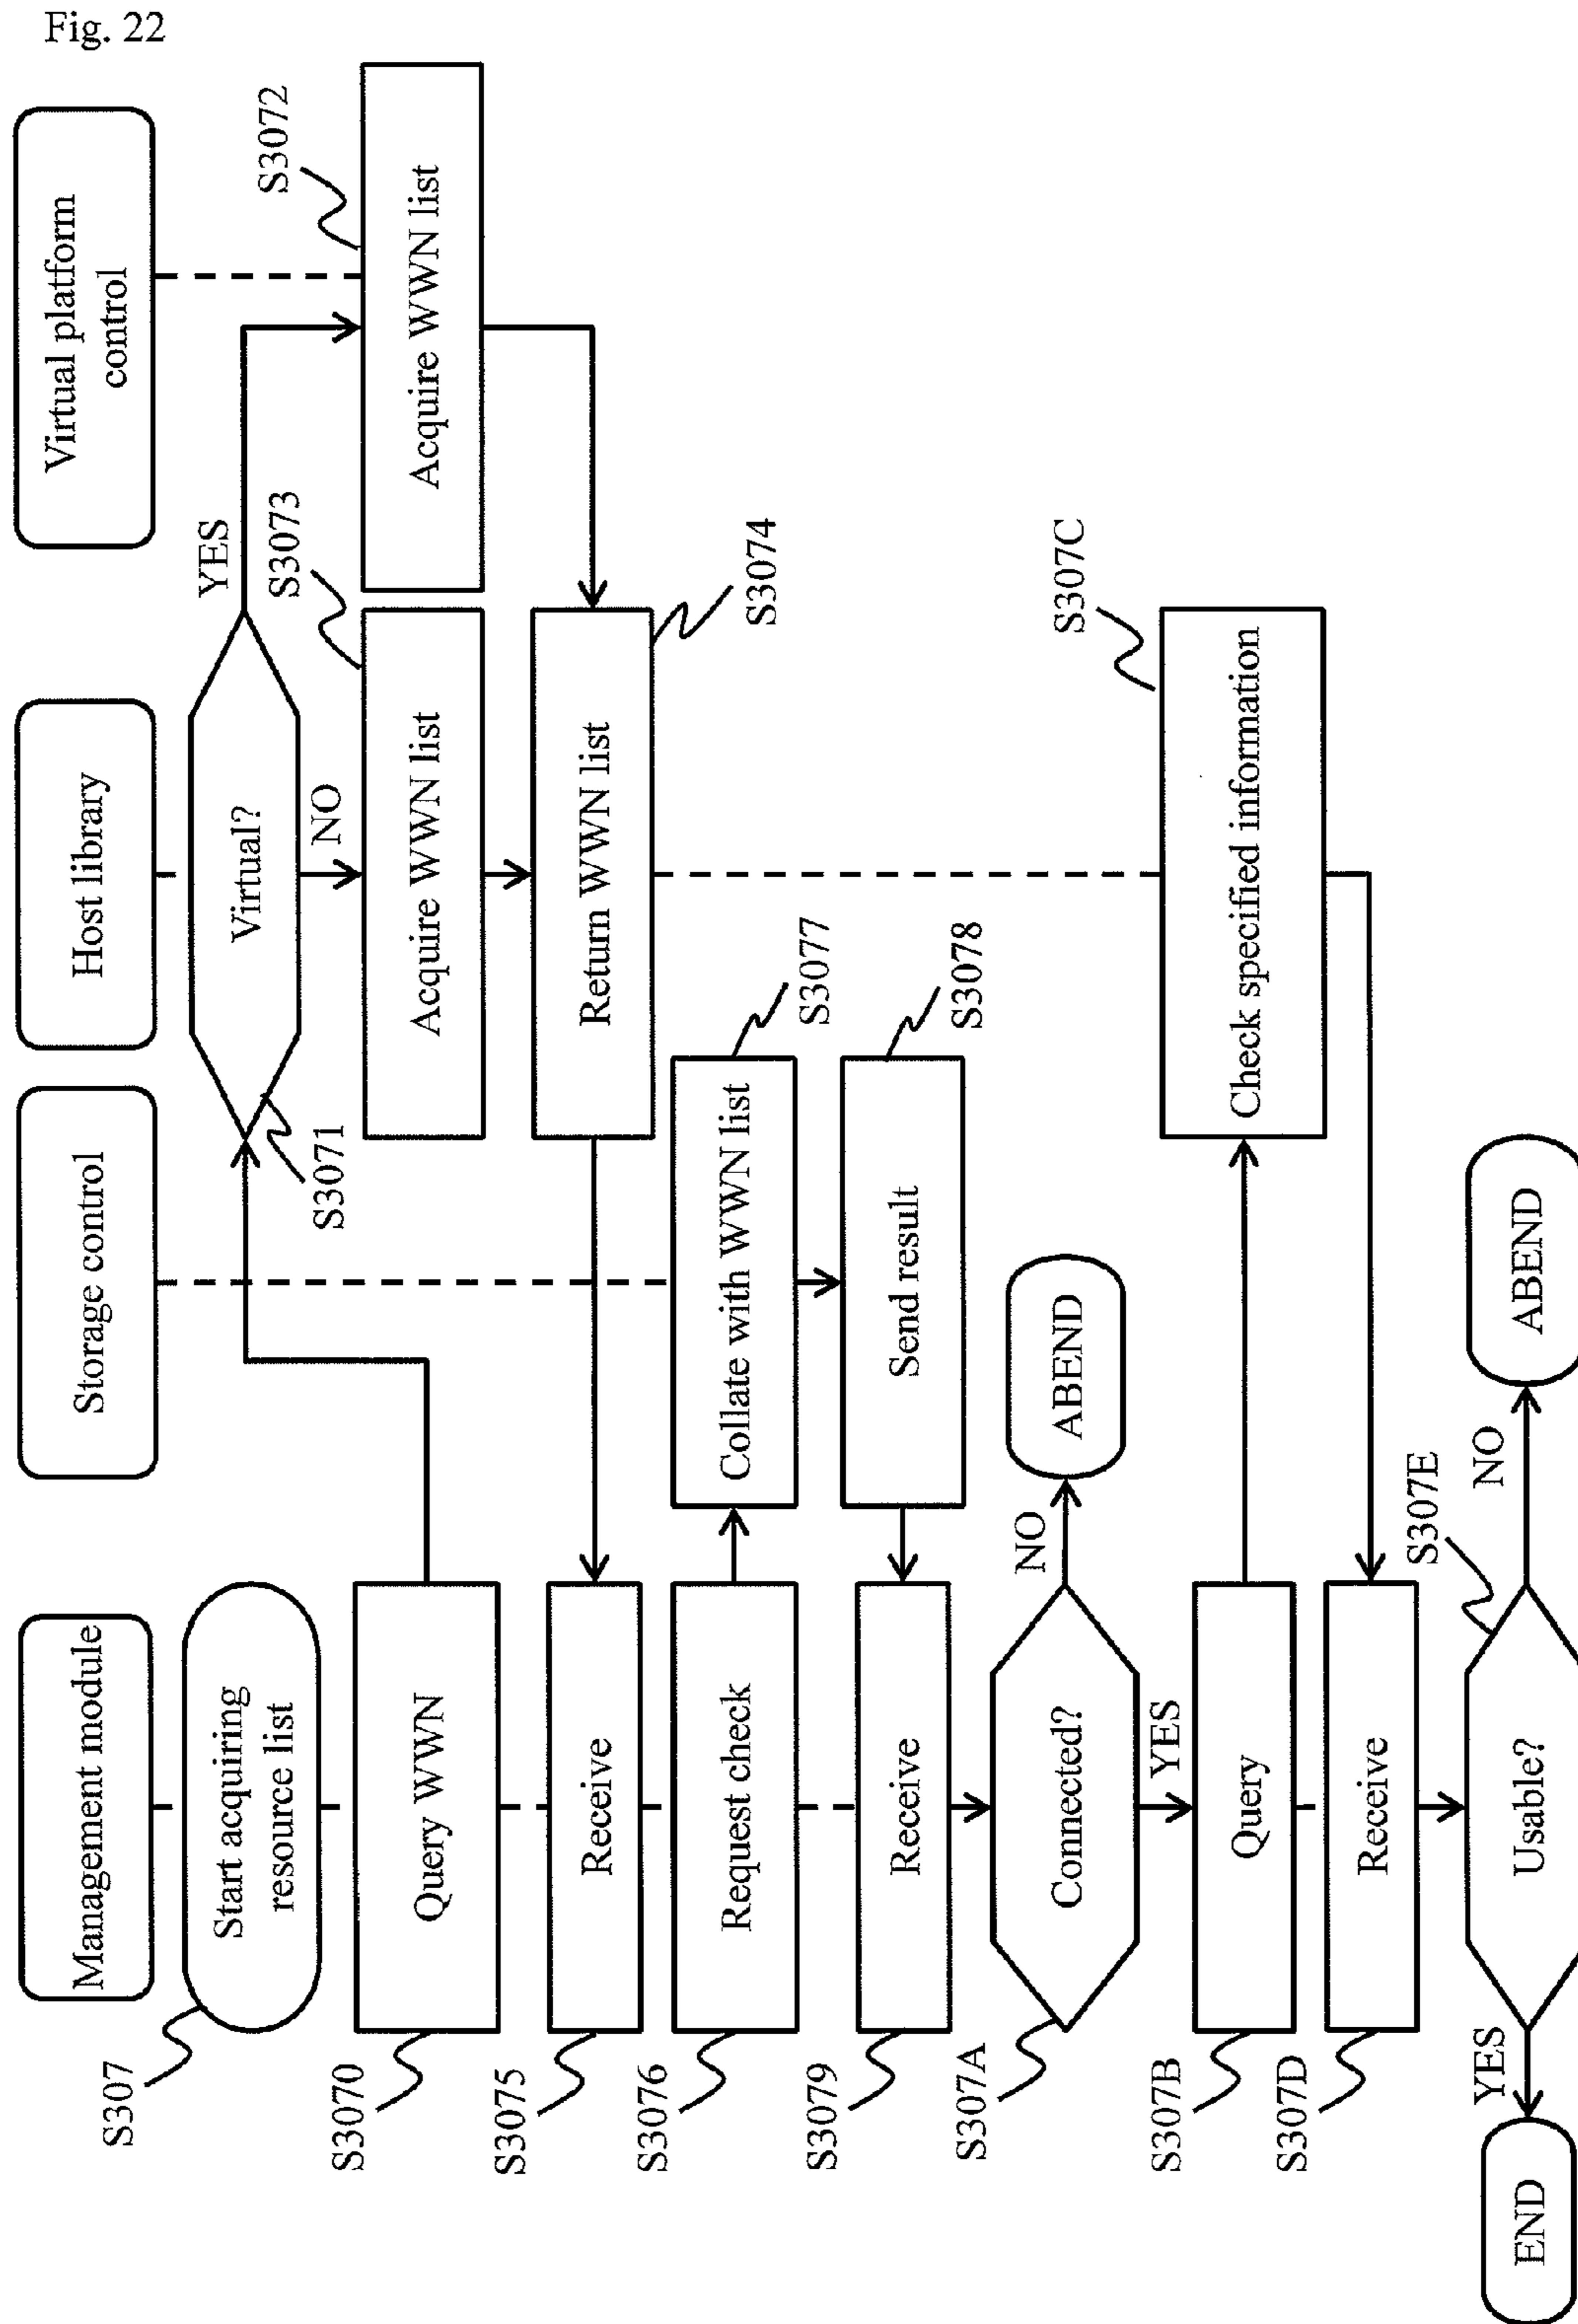 Fig. 22
Management module
Storage control
Host library
Virtual platform
control
S307
Start acquiring
resource list
S3071
Virtual?
YES
NO
S3070
Query WWN
S3073
Acquire WWN list
S3072
Acquire WWN list
S3075
Receive
Return WWN list
S3074
S3076
Request check
Collate with WWN list
S3077
S3079
Receive
Send result
S3078
S307A
Connected?
NO
ABEND
YES
S307B
Query
Check specified information
S307C
S307D
Receive
S307E
Usable?
NO
ABEND
YES
END